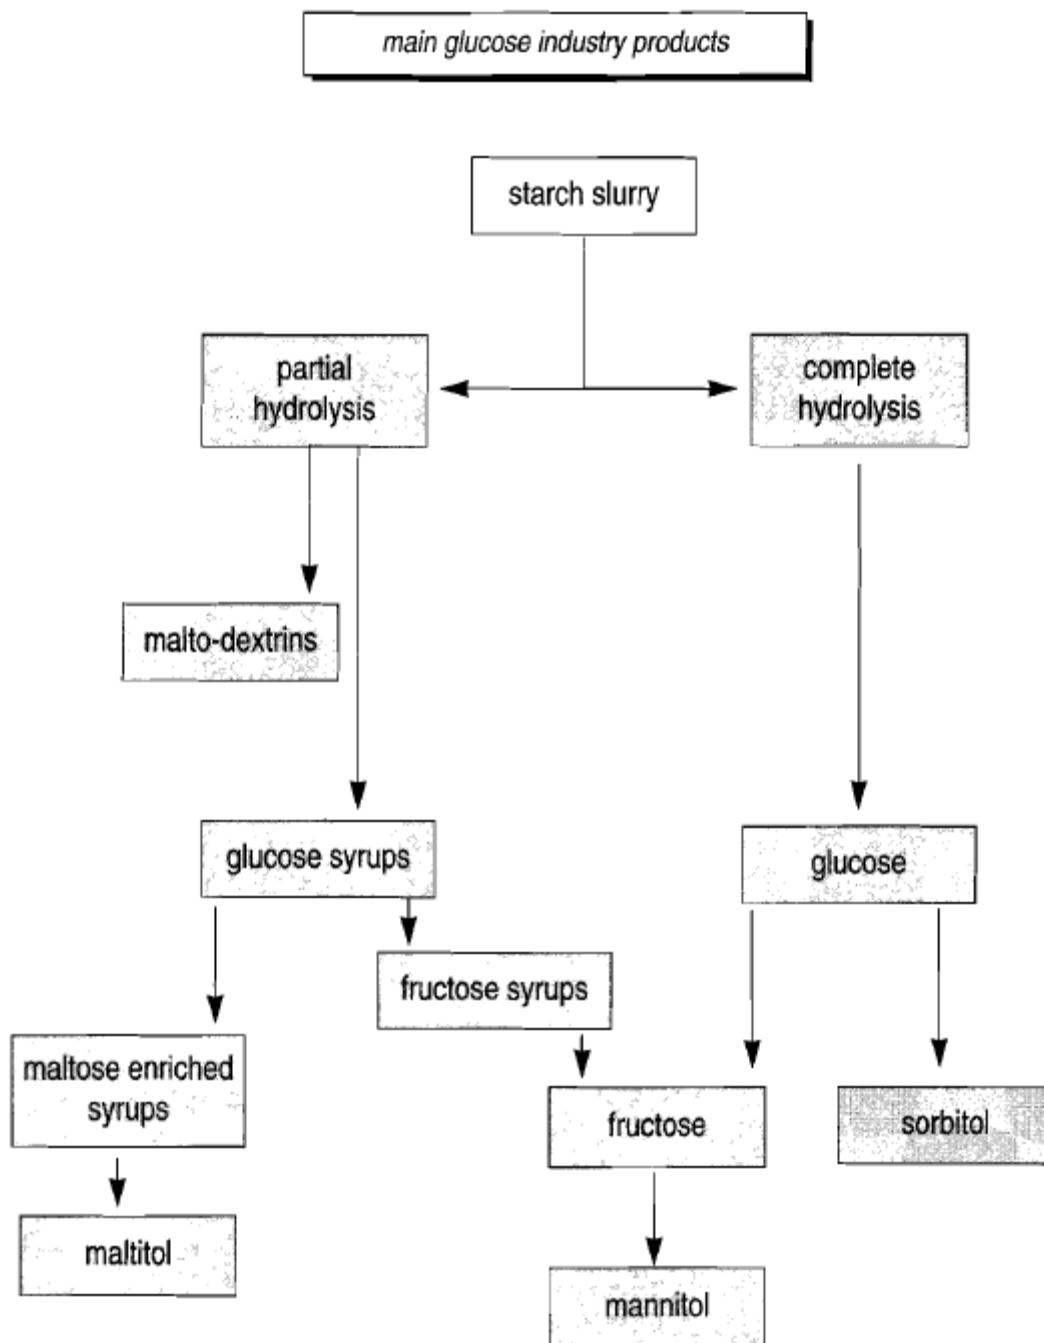 main glucose industry products
starch slurry
partial
hydrolysis
complete
hydrolysis
malto-dextrins
glucose syrups
glucose
fructose syrups
maltose enriched
syrups
fructose
sorbitol
maltitol
mannitol